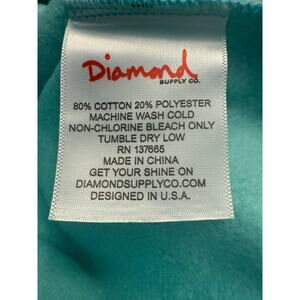 Diamond
SUPPLY CO.
80% COTTON 20% POLYESTER
MACHINE WASH COLD
NON-CHLORINE BLEACH ONLY
TUMBLE DRY LOW
RN 137665
MADE IN CHINA
GET YOUR SHINE ON
DIAMONDSUPPLYCO.COM
DESIGNED IN U.S.A.